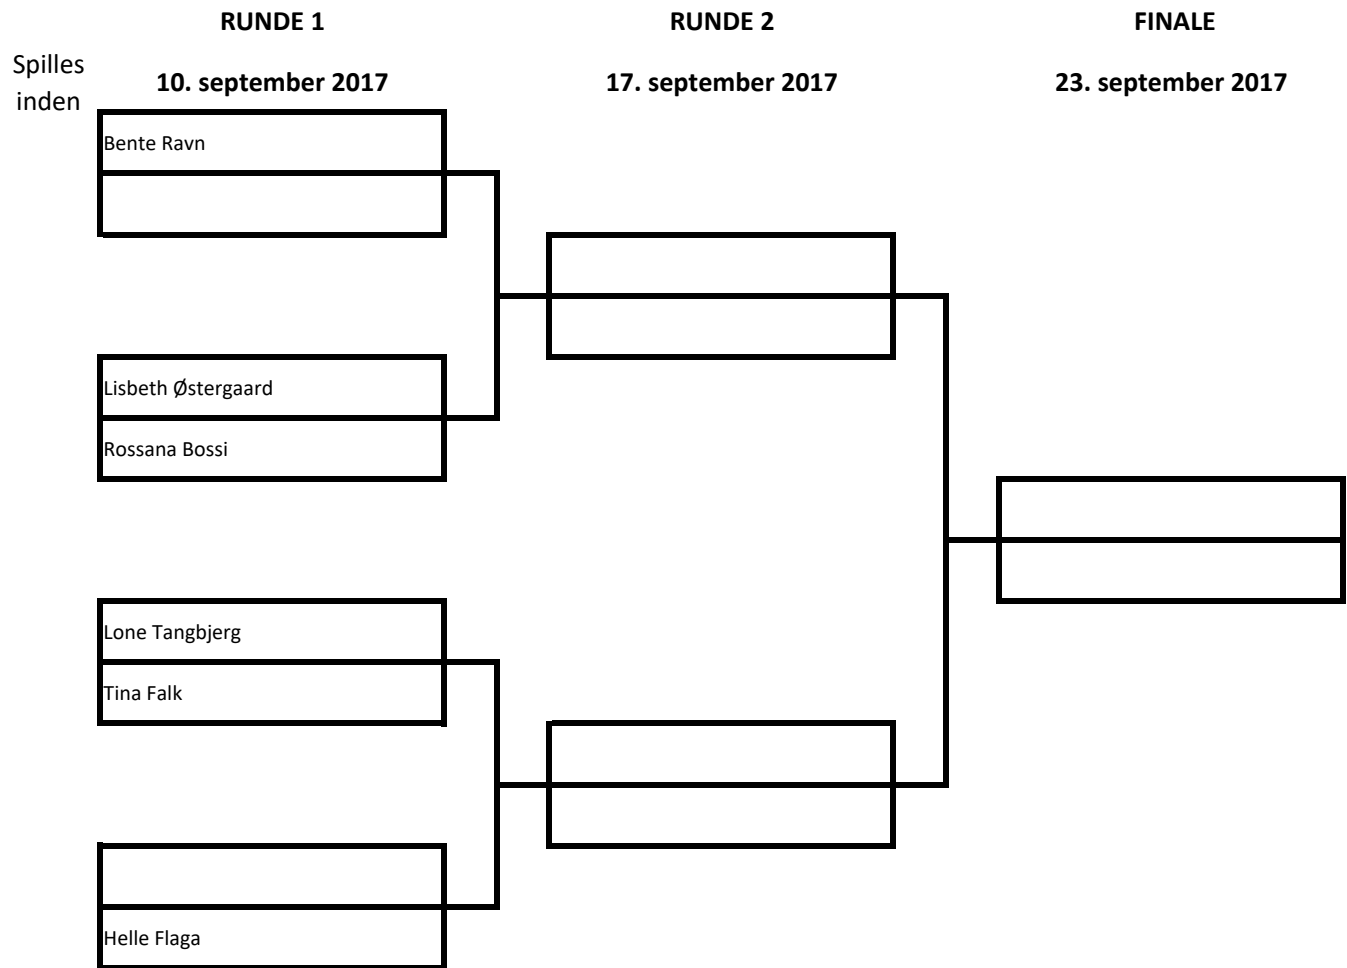 RUNDE 1
RUNDE 2
FINALE
Spilles
inden
10. september 2017
17. september 2017
23. september 2017
Bente Ravn
Lisbeth Østergaard
Rossana Bossi
Lone Tangbjerg
Tina Falk
Helle Flaga